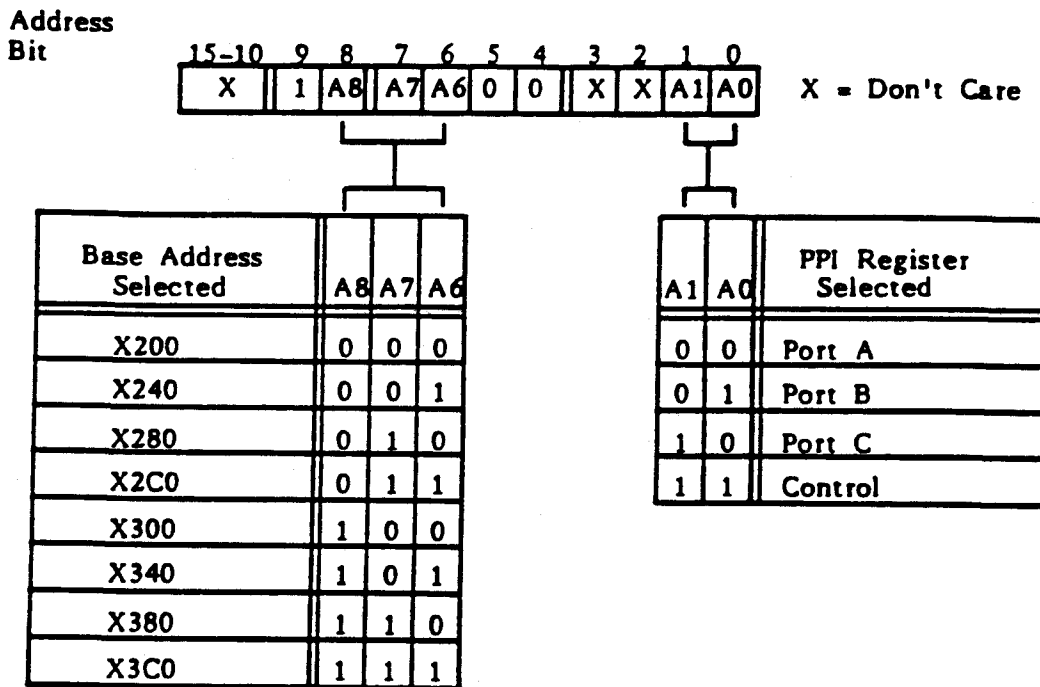 Address
Bit
15-10 9 8 7 6 5 4 3 2 1 0
X 1 A8 A7 A6 0 0 X X A1 A0 X = Don't Care
Base Address
Selected A8 A7 A6
X200 0 0 0
X240 0 0 1
X280 0 1 0
X2C0 0 1 1
X300 1 0 0
X340 1 0 1
X380 1 1 0
X3C0 1 1 1
PPI Register
A1 A0 Selected
0 0 Port A
0 1 Port B
1 0 Port C
1 1 Control